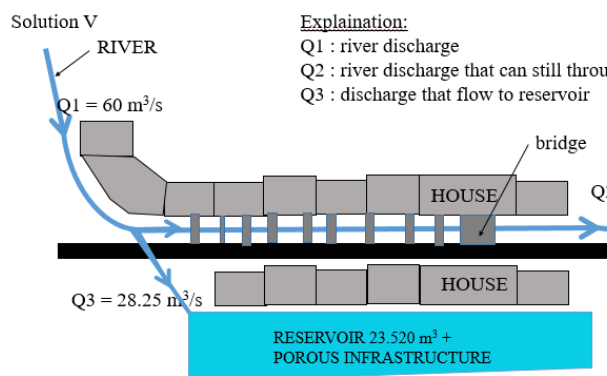 Solution V
RIVER
Explaination:
Q1 : river discharge
Q2 : river discharge that can still throu
Q3 : discharge that flow to reservoir
Q1 = 60 m³/s
bridge
HOUSE
Q3 = 28.25 m³/s
HOUSE
RESERVOIR 23.520 m³ +
POROUS INFRASTRUCTURE